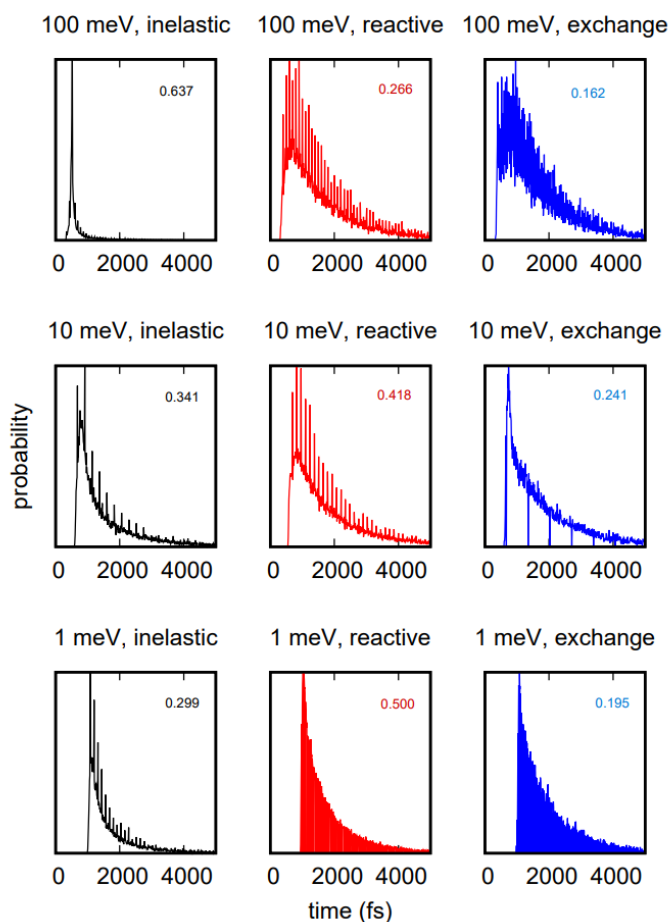 100 meV, inelastic 100 meV, reactive 100 meV, exchange
0.637 0.266 0.162
0 2000 4000 0 2000 4000 0 2000 4000
10 meV, inelastic 10 meV, reactive 10 meV, exchange
0.341 0.418 0.241
probability
0 2000 4000 0 2000 4000 0 2000 4000
1 meV, inelastic 1 meV, reactive 1 meV, exchange
0.299 0.500 0.195
0 2000 4000 0 2000 4000 0 2000 4000
time (fs)